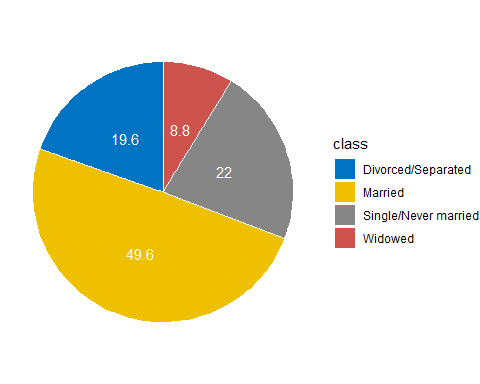 8.8
19.6
22
49.6
class
Divorced/Separated
Married
Single/Never married
Widowed